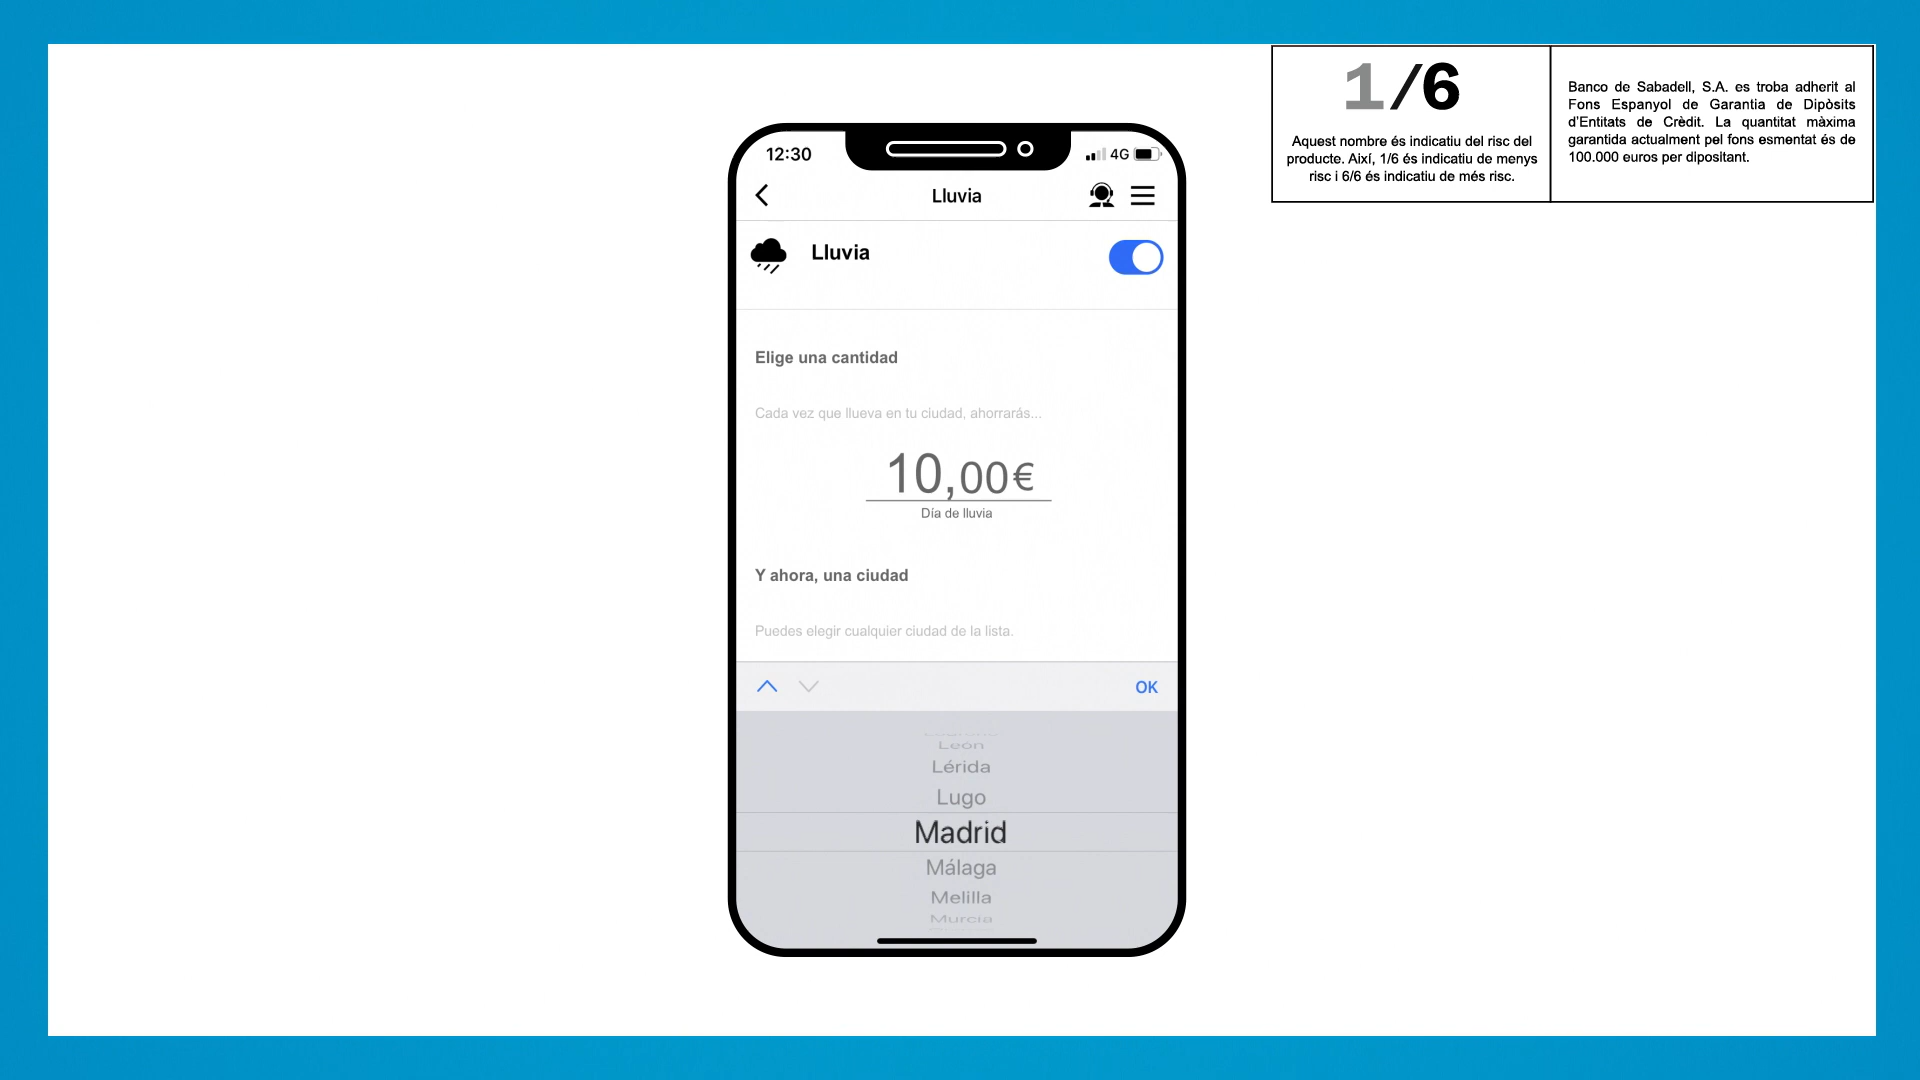 1/6
Aquest nombre és indicatiu del risc del
producte. Així, 1/6 és indicatiu de menys
risc i 6/6 és indicatiu de més risc.
Banco de Sabadell, S.A. es troba adherit al
Fons Espanyol de Garantia de Dipòsits
d'Entitats de Crèdit. La quantitat màxima
garantida actualment pel fons esmentat és de
100.000 euros per dipositant.
12:30
4G
Lluvia
Lluvia
Elige una cantidad
Cada vez que llueva en tu ciudad, ahorrarás...
10,00€
Día de lluvia
Y ahora, una ciudad
Puedes elegir cualquier ciudad de la lista.
OK
León
Lérida
Lugo
Madrid
Málaga
Melilla
Murcia